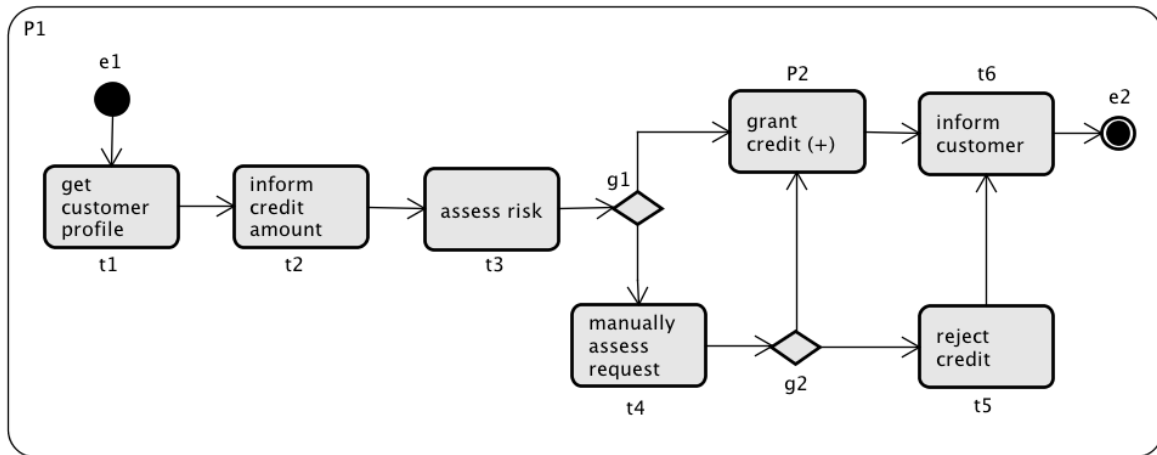 P1
e1
get
customer
profile
t1
inform
credit
amount
t2
assess risk
t3
g1
P2
grant
credit (+)
t6
inform
customer
e2
manually
assess
request
t4
g2
reject
credit
t5